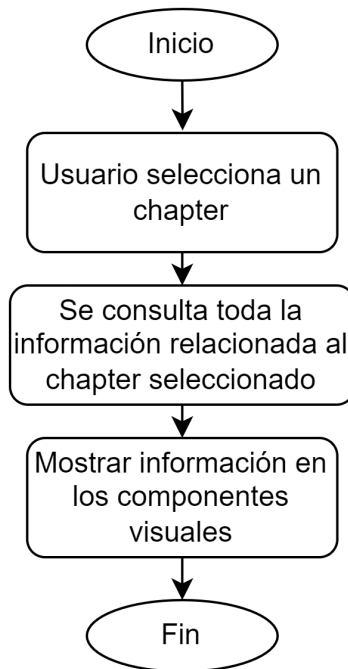 Inicio
Usuario selecciona un
chapter
Se consulta toda la
información relacionada al
chapter seleccionado
Mostrar información en
los componentes
visuales
Fin